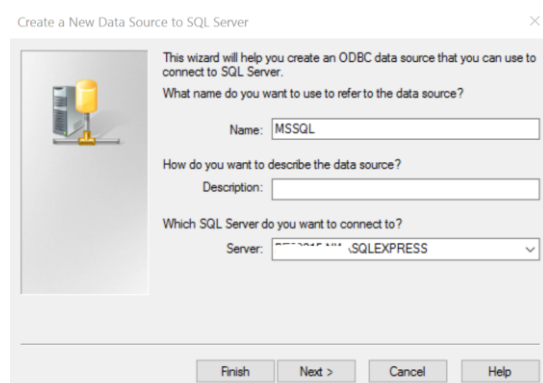 Create a New Data Source to SQL Server
This wizard will help you create an ODBC data source that you can use to
connect to SQL Server.
What name do you want to use to refer to the data source?
Name: MSSQL
How do you want to describe the data source?
Description:
Which SQL Server do you want to connect to?
Server: \SQLEXPRESS
Finish Next > Cancel Help